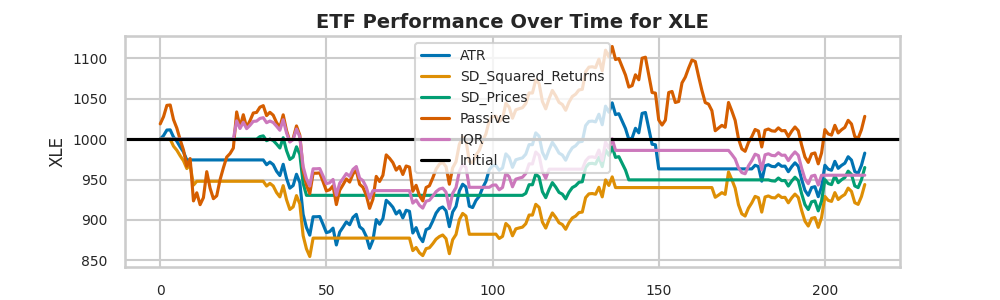 ETF Performance Over Time for XLE
XLE
1100
1050
1000
950
900
850
ATR
SD_Squared_Returns
SD_Prices
Passive
IQR
Initial
0 50 100 150 200